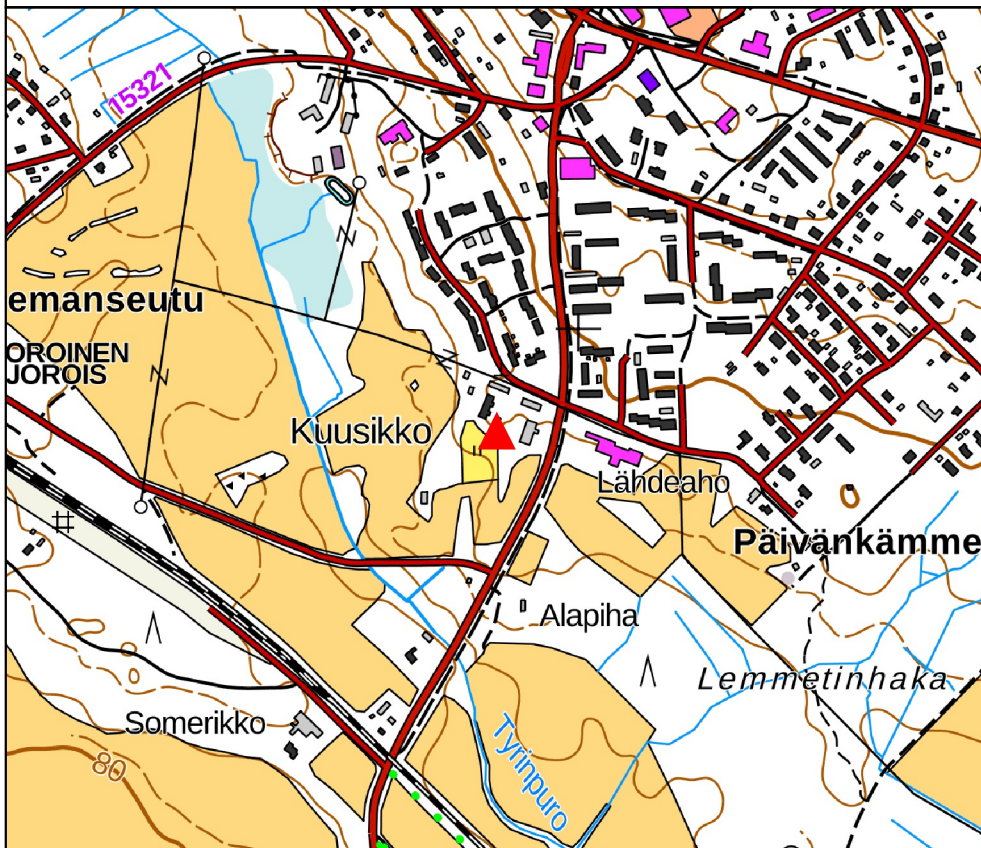 15321
emanseutu
OROINEN
JOROIS
Kuusikko
Lähdeaho
Päivänkämme
Alapiha
Lemmetinhaka
Somerikko
Tyrinpuro
80